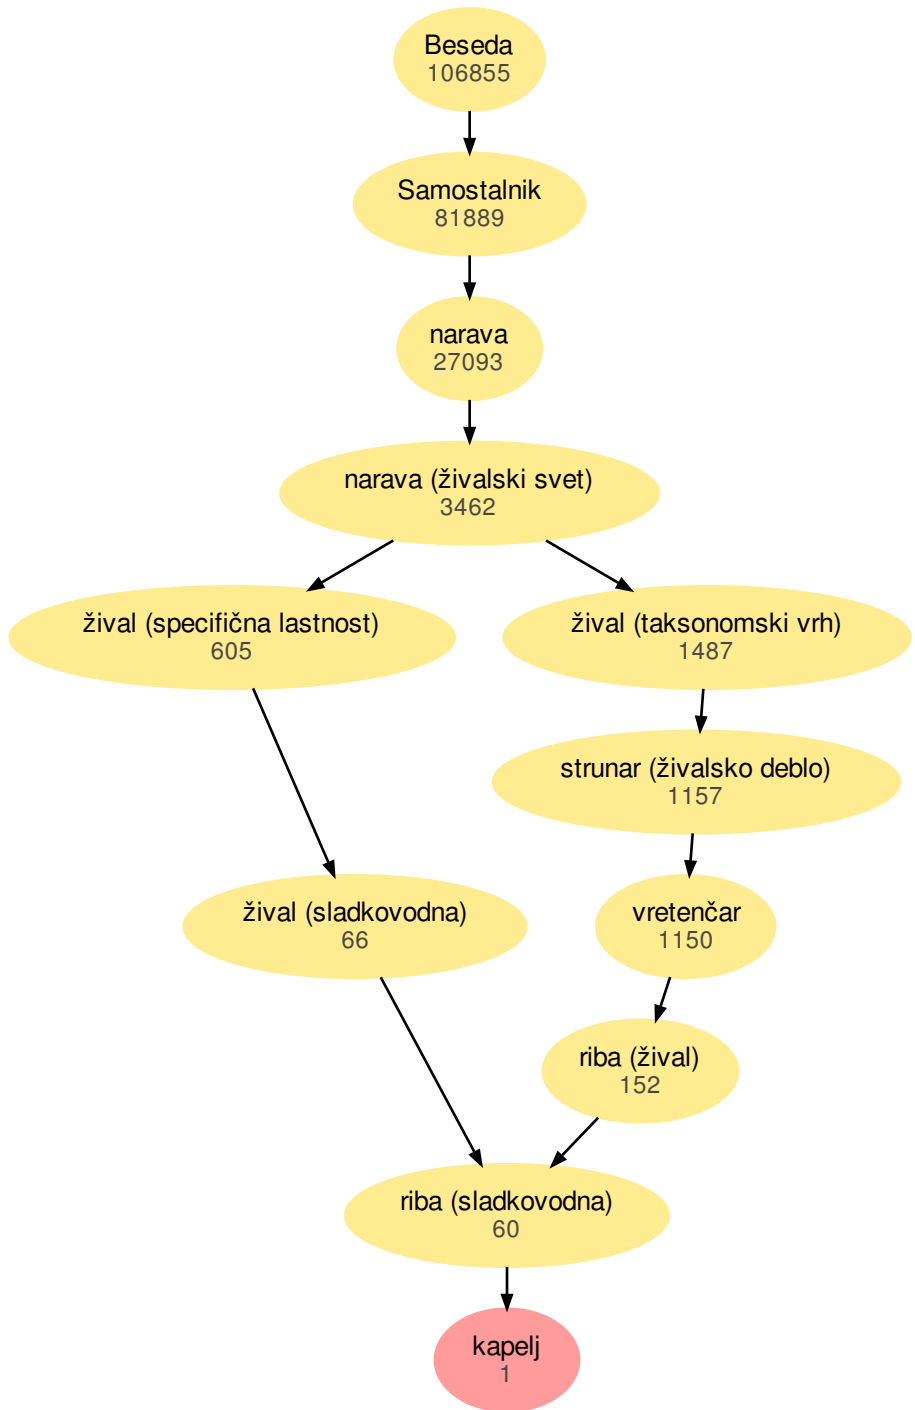 Beseda
106855
Samostalnik
81889
narava
27093
narava (živalski svet)
3462
žival (specifična lastnost)
605
žival (taksonomski vrh)
1487
strunar (živalsko deblo)
1157
žival (sladkovodna)
66
vretenčar
1150
riba (žival)
152
riba (sladkovodna)
60
kapelj
1